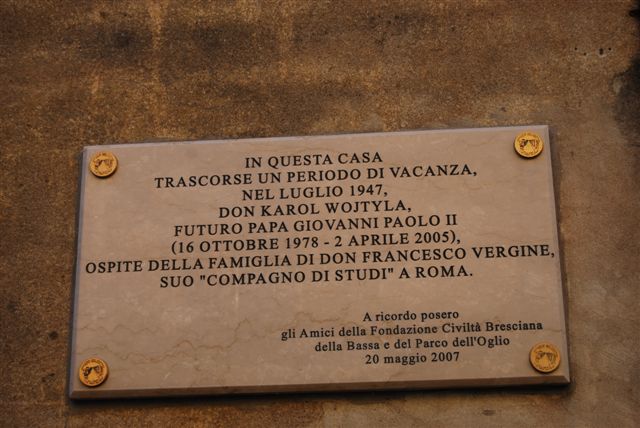 IN QUESTA CASA
TRASCORSE UN PERIODO DI VACANZA,
NEL LUGLIO 1947,
DON KAROL WOJTYLA,
FUTURO PAPA GIOVANNI PAOLO II
(16 OTTOBRE 1978 - 2 APRILE 2005),
OSPITE DELLA FAMIGLIA DI DON FRANCESCO VERGINE,
SUO "COMPAGNO DI STUDI" A ROMA.
A ricordo posero
gli Amici della Fondazione Civiltà Bresciana
della Bassa e del Parco dell'Oglio
20 maggio 2007